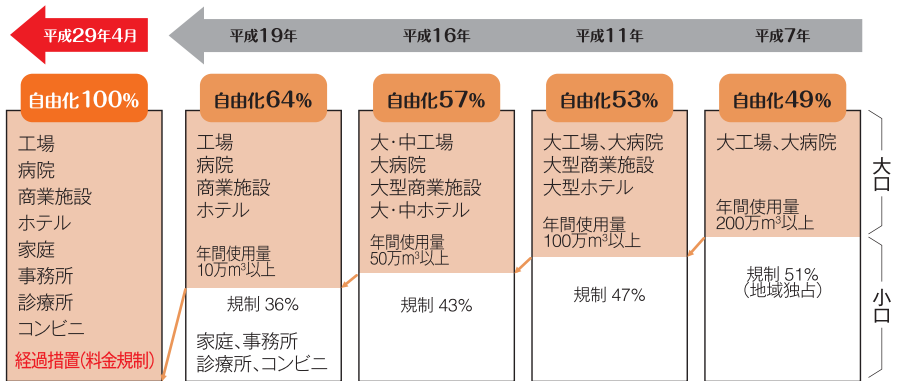 平成29年4月
平成19年
平成16年
平成11年
平成7年
自由化100%
工場
病院
商業施設
ホテル
家庭
事務所
診療所
コンビニ
経過措置(料金規制)
自由化64%
工場
病院
商業施設
ホテル
年間使用量
10万m³以上
規制 36%
家庭、事務所
診療所、コンビニ
自由化57%
大・中工場
大病院
大型商業施設
大・中ホテル
年間使用量
50万m³以上
規制 43%
自由化53%
大工場、大病院
大型商業施設
大型ホテル
年間使用量
100万m³以上
規制 47%
自由化49%
大工場、大病院
年間使用量
200万m³以上
規制 51%
(地域独占)
大口
小口